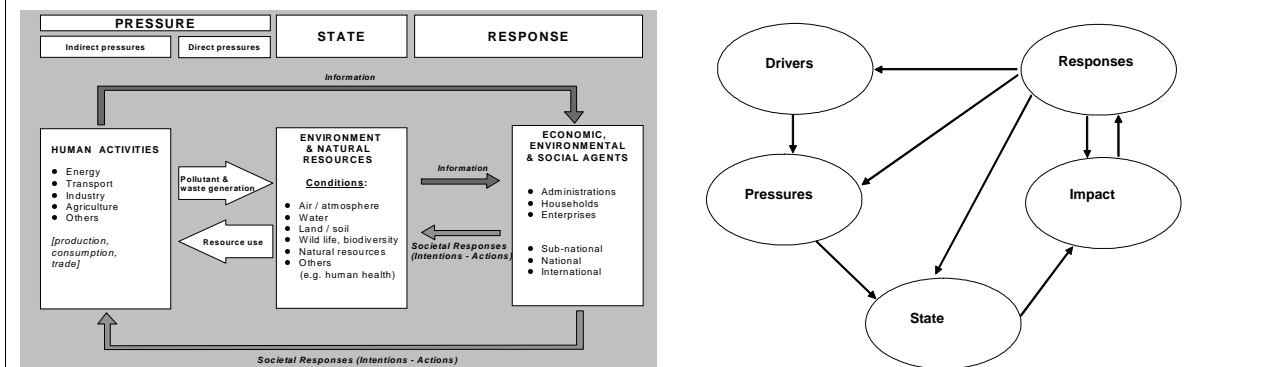 PRESSURE
Indirect pressures
Direct pressures
STATE
RESPONSE
Information
HUMAN ACTIVITIES
Energy
Transport
Industry
Agriculture
Others
[production,
consumption,
trade]
Pollutant &
waste generation
Resource use
ENVIRONMENT
& NATURAL
RESOURCES
Conditions:
Air / atmosphere
Water
Land / soil
Wild life, biodiversity
Natural resources
Others
(e.g. human health)
Information
Societal Responses
(Intentions - Actions)
ECONOMIC,
ENVIRONMENTAL
& SOCIAL AGENTS
Administrations
Households
Enterprises
Sub-national
National
International
Societal Responses (Intentions - Actions)
Drivers
Responses
Pressures
Impact
State